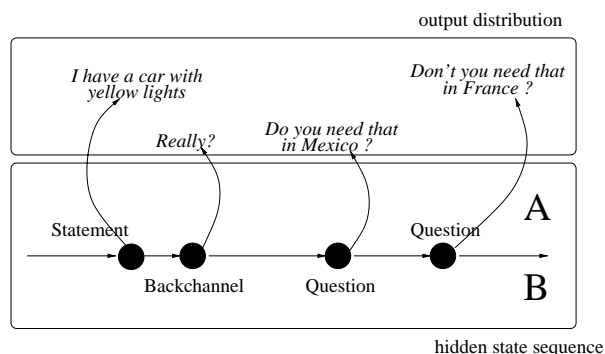 output distribution
I have a car with
yellow lights
Really?
Do you need that
in Mexico ?
Don't you need that
in France ?
Statement
Backchannel
Question
Question
A
B
hidden state sequence